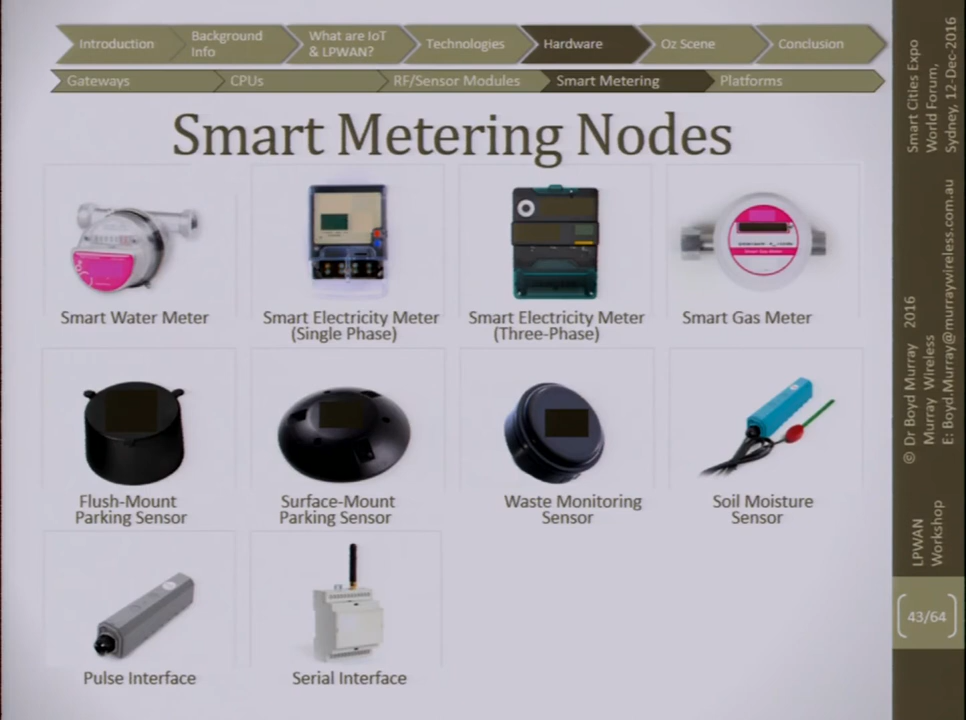 Introduction
Background
Info
What are IoT
& LPWAN?
Technologies
Hardware
Oz Scene
Conclusion
Gateways
CPUs
RF/Sensor Modules
Smart Metering
Platforms
Smart Metering Nodes
Smart Water Meter
Smart Electricity Meter
(Single Phase)
Smart Electricity Meter
(Three-Phase)
Smart Gas Meter
Flush-Mount
Parking Sensor
Surface-Mount
Parking Sensor
Waste Monitoring
Sensor
Soil Moisture
Sensor
Pulse Interface
Serial Interface
Smart Cities Expo
World Forum,
Sydney, 12-Dec-2016
© Dr Boyd Murray 2016
Murray Wireless
E: Boyd.Murray@murraywireless.com.au
LPWAN
Workshop
43/64